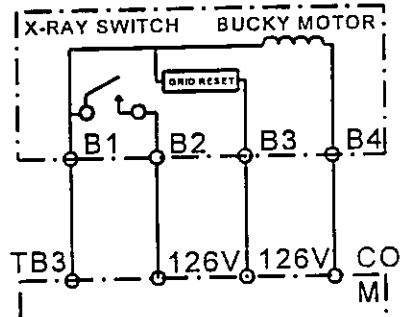 X-RAY SWITCH BUCKY MOTOR
GRID RESET
B1 B2 B3 B4
TB3 126V 126V CO
M